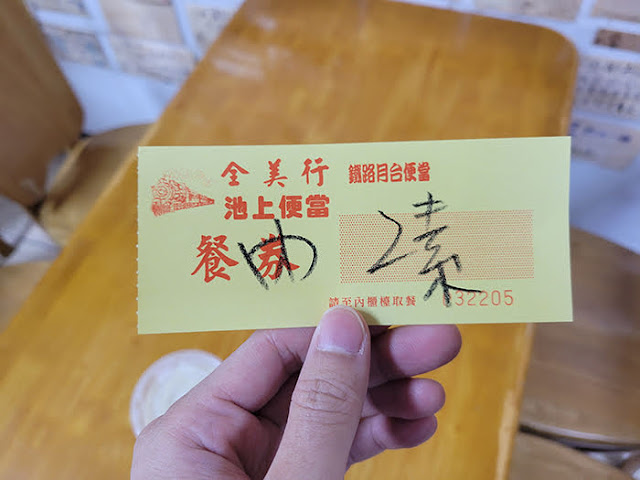 全美行 鐵路月台便當
池上便當
餐券 內 2素
請至內櫃檯取餐 32205